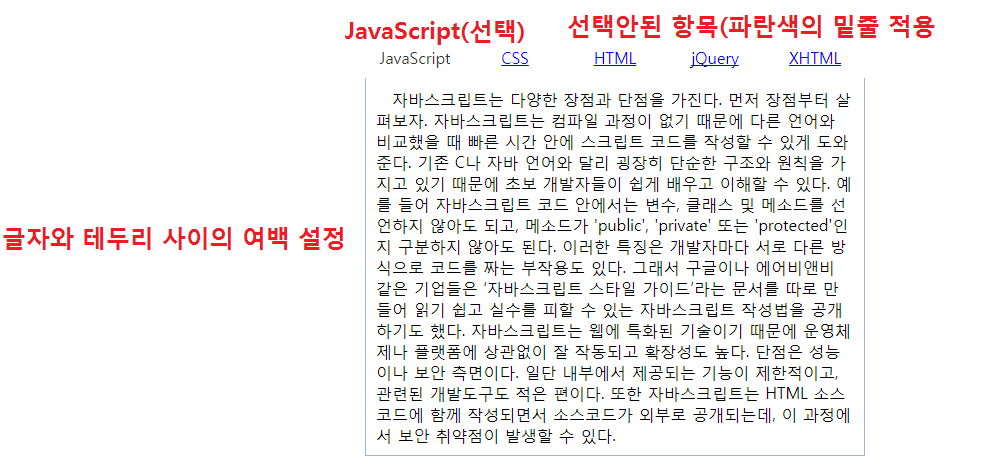 JavaScript(선택)
선택안된 항목(파란색의 밑줄 적용
JavaScript CSS HTML jQuery XHTML
자바스크립트는 다양한 장점과 단점을 가진다. 먼저 장점부터 살
펴보자. 자바스크립트는 컴파일 과정이 없기 때문에 다른 언어와
비교했을 때 빠른 시간 안에 스크립트 코드를 작성할 수 있게 도와
준다. 기존 C나 자바 언어와 달리 굉장히 단순한 구조와 원칙을 가
지고 있기 때문에 초보 개발자들이 쉽게 배우고 이해할 수 있다. 예
를 들어 자바스크립트 코드 안에서는 변수, 클래스 및 메소드를 선
언하지 않아도 되고, 메소드가 'public', 'private' 또는 'protected'인
지 구분하지 않아도 된다. 이러한 특징은 개발자마다 서로 다른 방
식으로 코드를 짜는 부작용도 있다. 그래서 구글이나 에어비앤비
같은 기업들은 ‘자바스크립트 스타일 가이드’라는 문서를 따로 만
들어 읽기 쉽고 실수를 피할 수 있는 자바스크립트 작성법을 공개
하기도 했다. 자바스크립트는 웹에 특화된 기술이기 때문에 운영체
제나 플랫폼에 상관없이 잘 작동되고 확장성도 높다. 단점은 성능
이나 보안 측면이다. 일단 내부에서 제공되는 기능이 제한적이고,
관련된 개발도구도 적은 편이다. 또한 자바스크립트는 HTML 소스
코드에 함께 작성되면서 소스코드가 외부로 공개되는데, 이 과정에
서 보안 취약점이 발생할 수 있다.
글자와 테두리 사이의 여백 설정